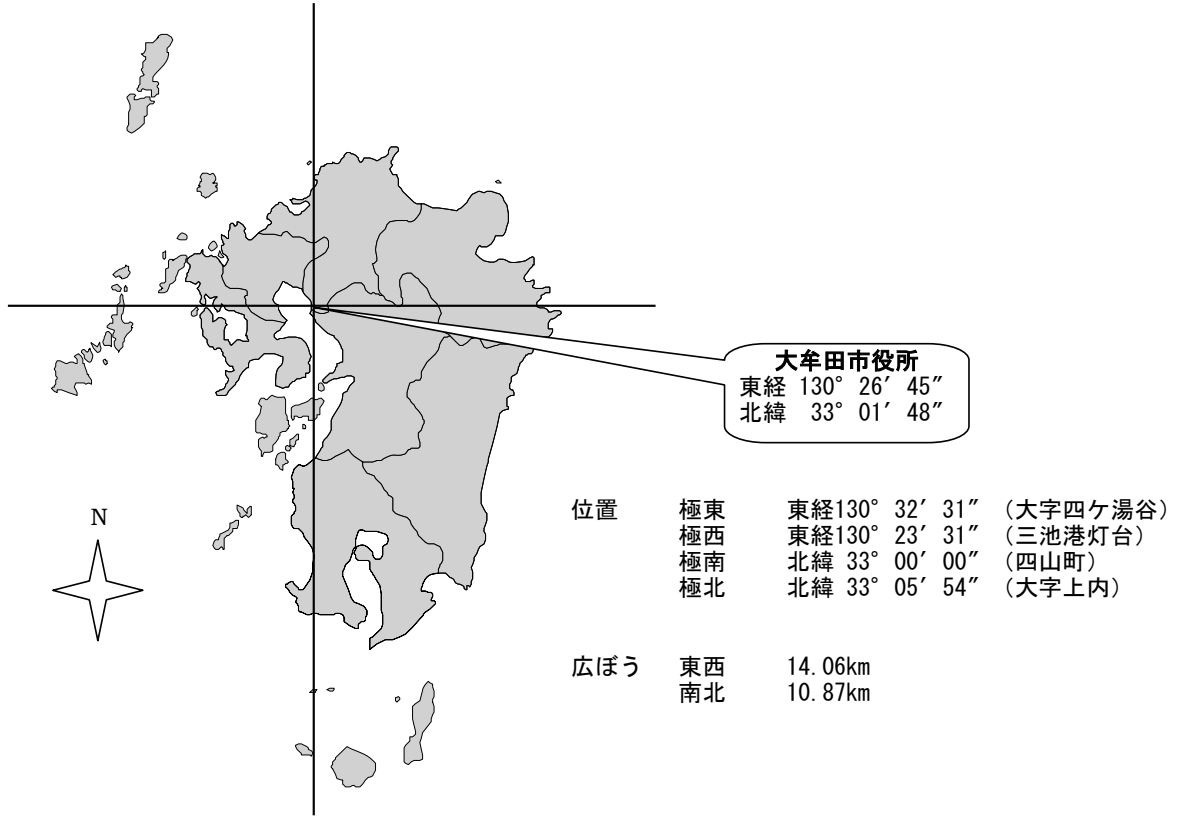 大牟田市役所
東経 130° 26′ 45″
北緯 33° 01′ 48″
N
位置 極東 東経130° 32′ 31″ （大字四ケ湯谷）
極西 東経130° 23′ 31″ （三池港灯台）
極南 北緯 33° 00′ 00″ （四山町）
極北 北緯 33° 05′ 54″ （大字上内）
広ぼう 東西 14.06km
南北 10.87km